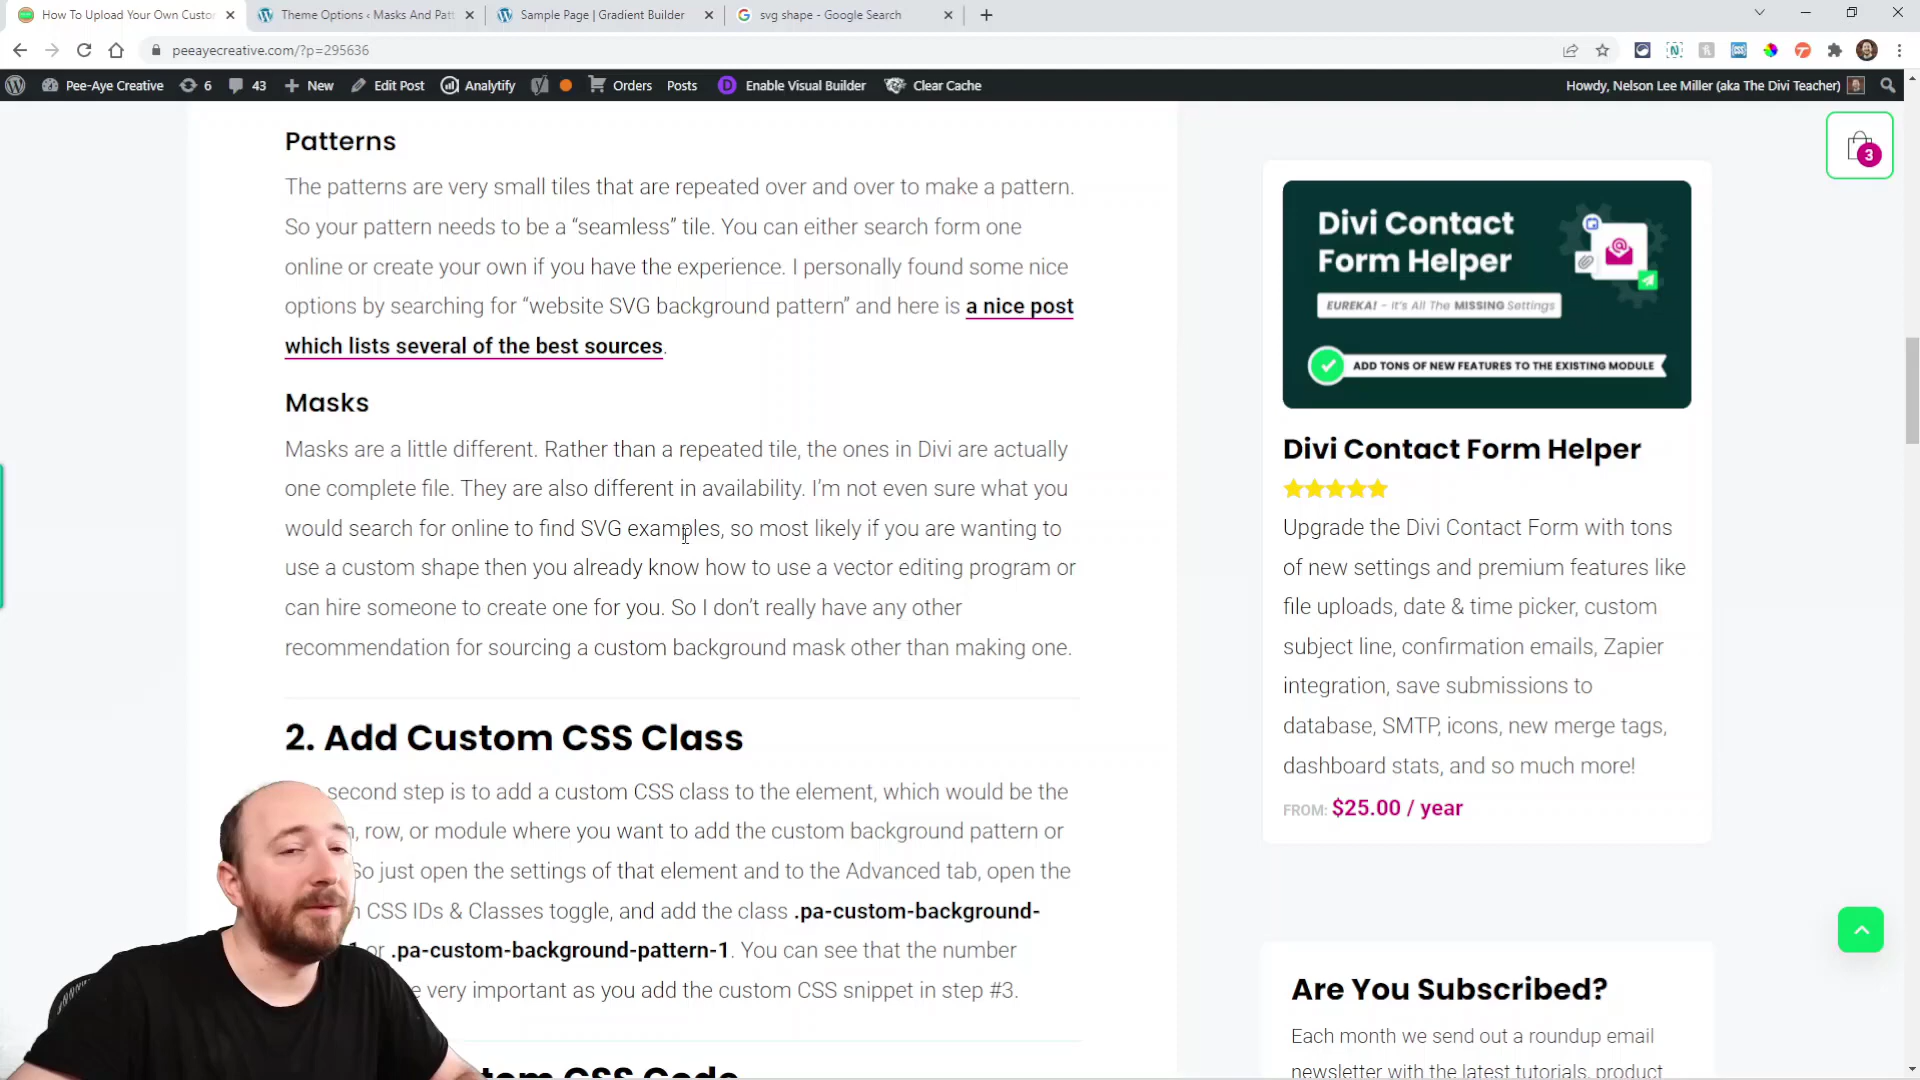 How To Upload Your Own Custo
Theme Options ‹ Masks And Patt
Sample Page | Gradient Builder
svg shape - Google Search
peeayecreative.com/?p=295636
Pee-Aye Creative
6
43
New
Edit Post
Analytify
Orders
Posts
Enable Visual Builder
Clear Cache
Howdy, Nelson Lee Miller (aka The Divi Teacher)
3
Patterns
The patterns are very small tiles that are repeated over and over to make a pattern.
So your pattern needs to be a “seamless” tile. You can either search form one
online or create your own if you have the experience. I personally found some nice
options by searching for “website SVG background pattern” and here is a nice post
which lists several of the best sources.
Masks
Masks are a little different. Rather than a repeated tile, the ones in Divi are actually
one complete file. They are also different in availability. I’m not even sure what you
would search for online to find SVG examples, so most likely if you are wanting to
use a custom shape then you already know how to use a vector editing program or
can hire someone to create one for you. So I don’t really have any other
recommendation for sourcing a custom background mask other than making one.
2. Add Custom CSS Class
second step is to add a custom CSS class to the element, which would be the
row, or module where you want to add the custom background pattern or
So just open the settings of that element and to the Advanced tab, open the
CSS IDs & Classes toggle, and add the class .pa-custom-background-
or .pa-custom-background-pattern-1. You can see that the number
very important as you add the custom CSS snippet in step #3.
Divi Contact
Form Helper
EUREKA! – It's All The MISSING Settings
ADD TONS OF NEW FEATURES TO THE EXISTING MODULE
Divi Contact Form Helper
Upgrade the Divi Contact Form with tons
of new settings and premium features like
file uploads, date & time picker, custom
subject line, confirmation emails, Zapier
integration, save submissions to
database, SMTP, icons, new merge tags,
dashboard stats, and so much more!
FROM: $25.00 / year
Are You Subscribed?
Each month we send out a roundup email
newsletter with the latest tutorials, product